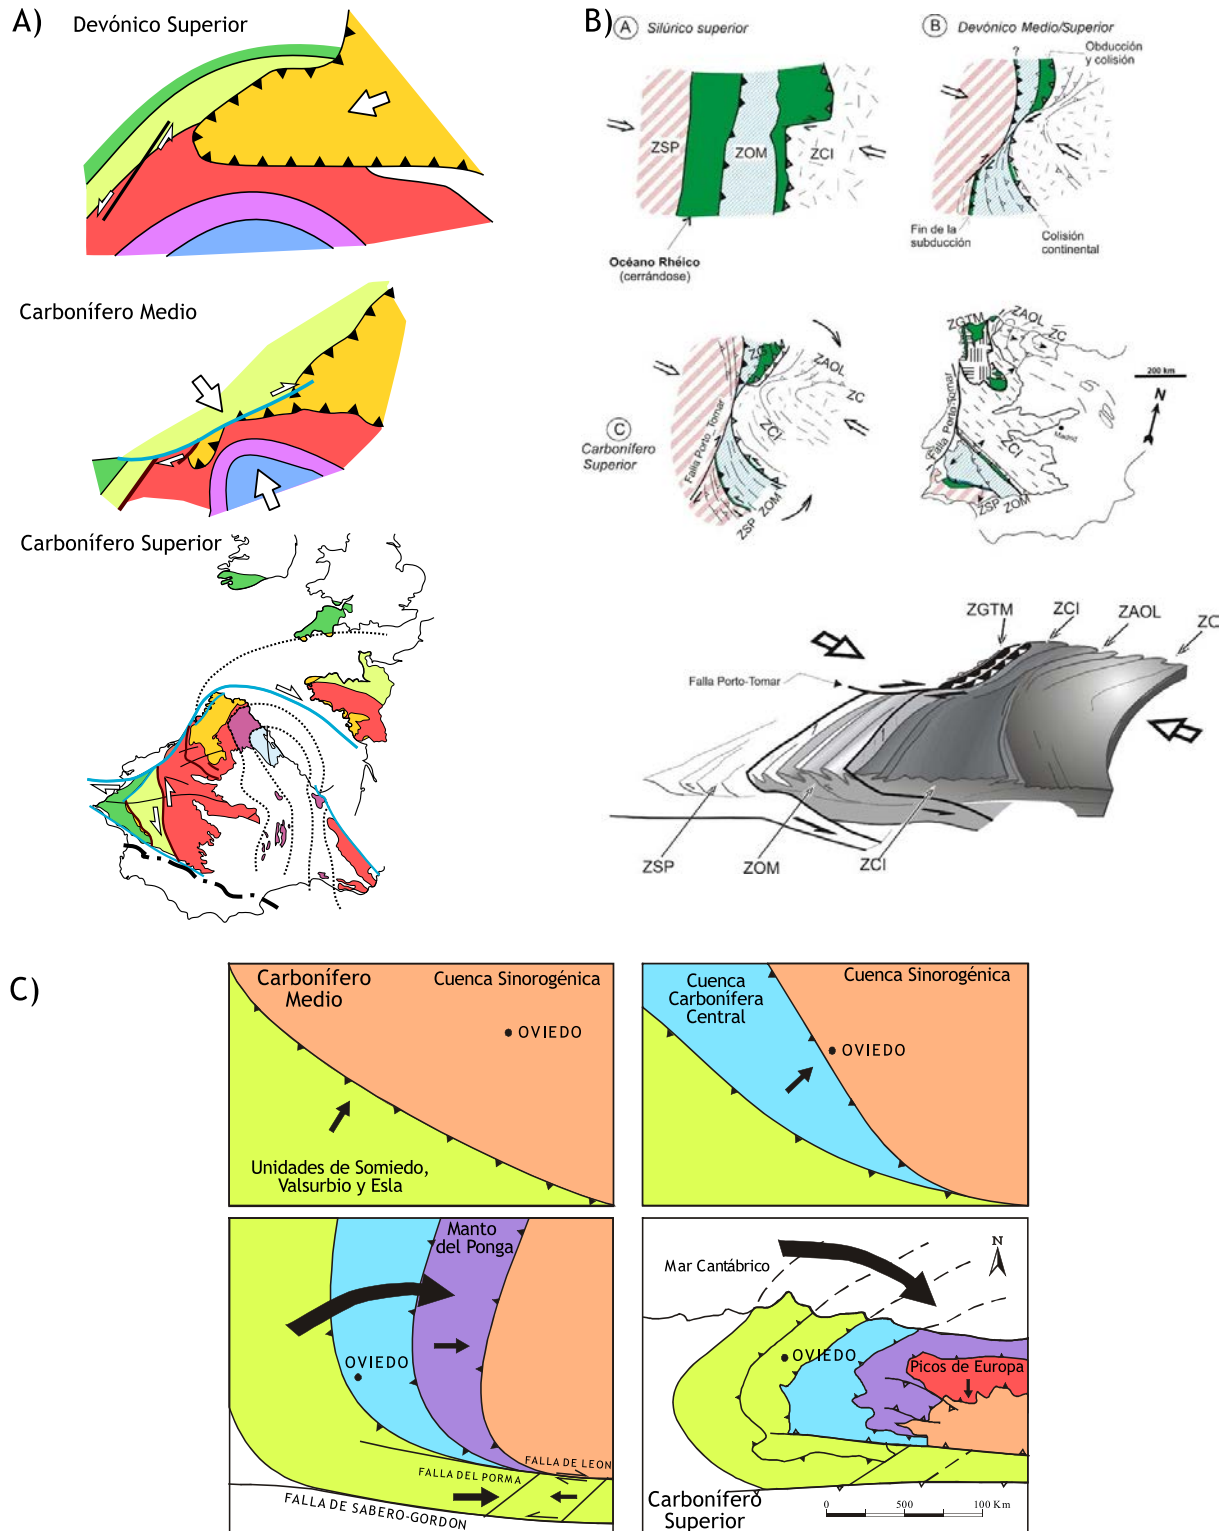 A)
Devónico Superior
Carbonífero Medio
Carbonífero Superior
B)
A
Silúrico superior
ZSP
ZOM
ZCI
Océano Rhéico
(cerrándose)
B
Devónico Medio/Superior
?
Obducción
y colisión
Fin de la
subducción
Colisión
continental
ZGTM
ZAOL
ZC
ZCI
Falla Porto-Tomar
ZSP
ZOM
C
Carbonífero
Superior
ZGTM
ZAOL
ZC
200 km
N
Madrid
Falla Porto-Tomar
ZCI
ZSP
ZOM
ZGTM
ZCI
ZAOL
Falla Porto-Tomar
ZSP
ZOM
ZCI
C)
Carbonífero
Medio
Cuenca Sinorogénica
OVIEDO
Unidades de Somiedo,
Valsurbio y Esla
Cuenca
Carbonífera
Central
Cuenca Sinorogénica
OVIEDO
Manto
del Ponga
OVIEDO
FALLA DE LEON
FALLA DEL PORMA
FALLA DE SABERO-GORDON
Mar Cantábrico
N
OVIEDO
Picos de Europa
Carbonífero
Superior
0 500 100 Km